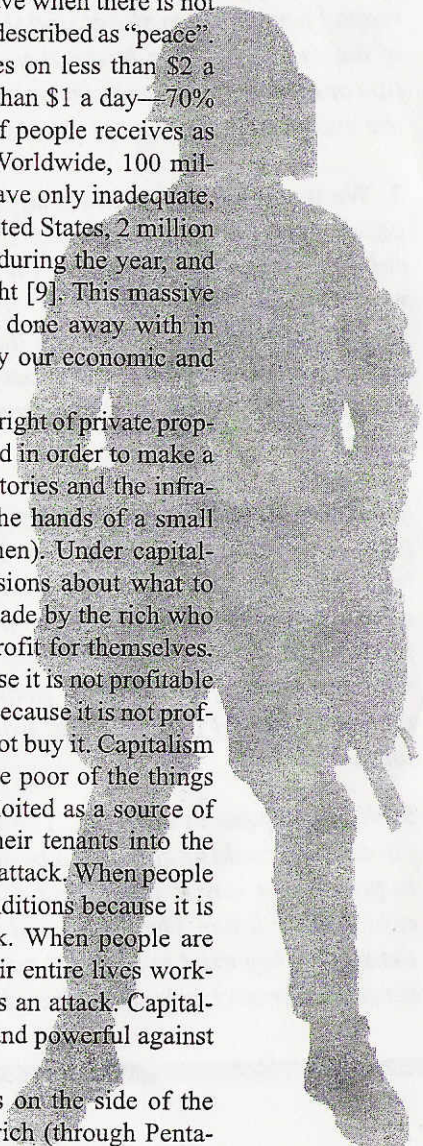 ve when there is not
described as “peace”.
es on less than $2 a
han $1 a day—70%
f people receives as
Worldwide, 100 mil-
ave only inadequate,
ted States, 2 million
during the year, and
ht [9]. This massive
done away with in
y our economic and
right of private prop-
d in order to make a
tories and the infra-
he hands of a small
nen). Under capital-
sions about what to
ade by the rich who
rofit for themselves.
se it is not profitable
because it is not prof-
ot buy it. Capitalism
e poor of the things
loited as a source of
heir tenants into the
attack. When people
ditions because it is
k. When people are
ir entire lives work-
s an attack. Capital-
nd powerful against
s on the side of the
rich (through Penta-